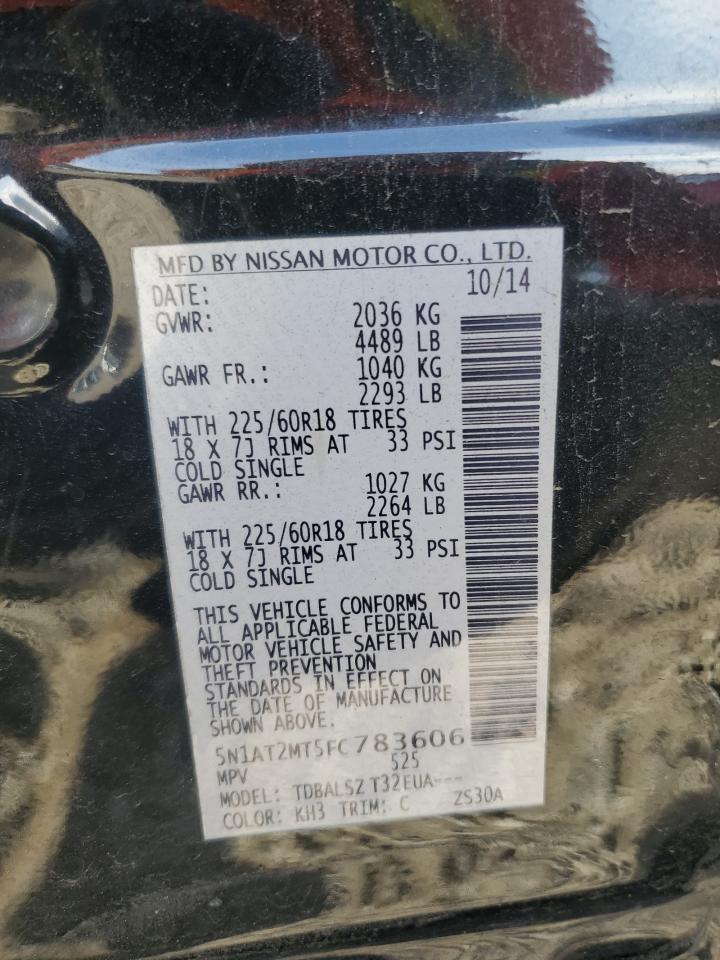 MFD BY NISSAN MOTOR CO., LTD.
DATE: 10/14
GVWR: 2036 KG
4489 LB
GAWR FR.: 1040 KG
2293 LB
WITH 225/60R18 TIRES
18 X 7J RIMS AT 33 PSI
COLD SINGLE
GAWR RR.: 1027 KG
2264 LB
WITH 225/60R18 TIRES
18 X 7J RIMS AT 33 PSI
COLD SINGLE
THIS VEHICLE CONFORMS TO
ALL APPLICABLE FEDERAL
MOTOR VEHICLE SAFETY AND
THEFT PREVENTION
STANDARDS IN EFFECT ON
THE DATE OF MANUFACTURE
SHOWN ABOVE.
5N1AT2MT5FC783606
MPV 525
MODEL: TDBALSZ T32EUA---
COLOR: KH3 TRIM: C ZS30A